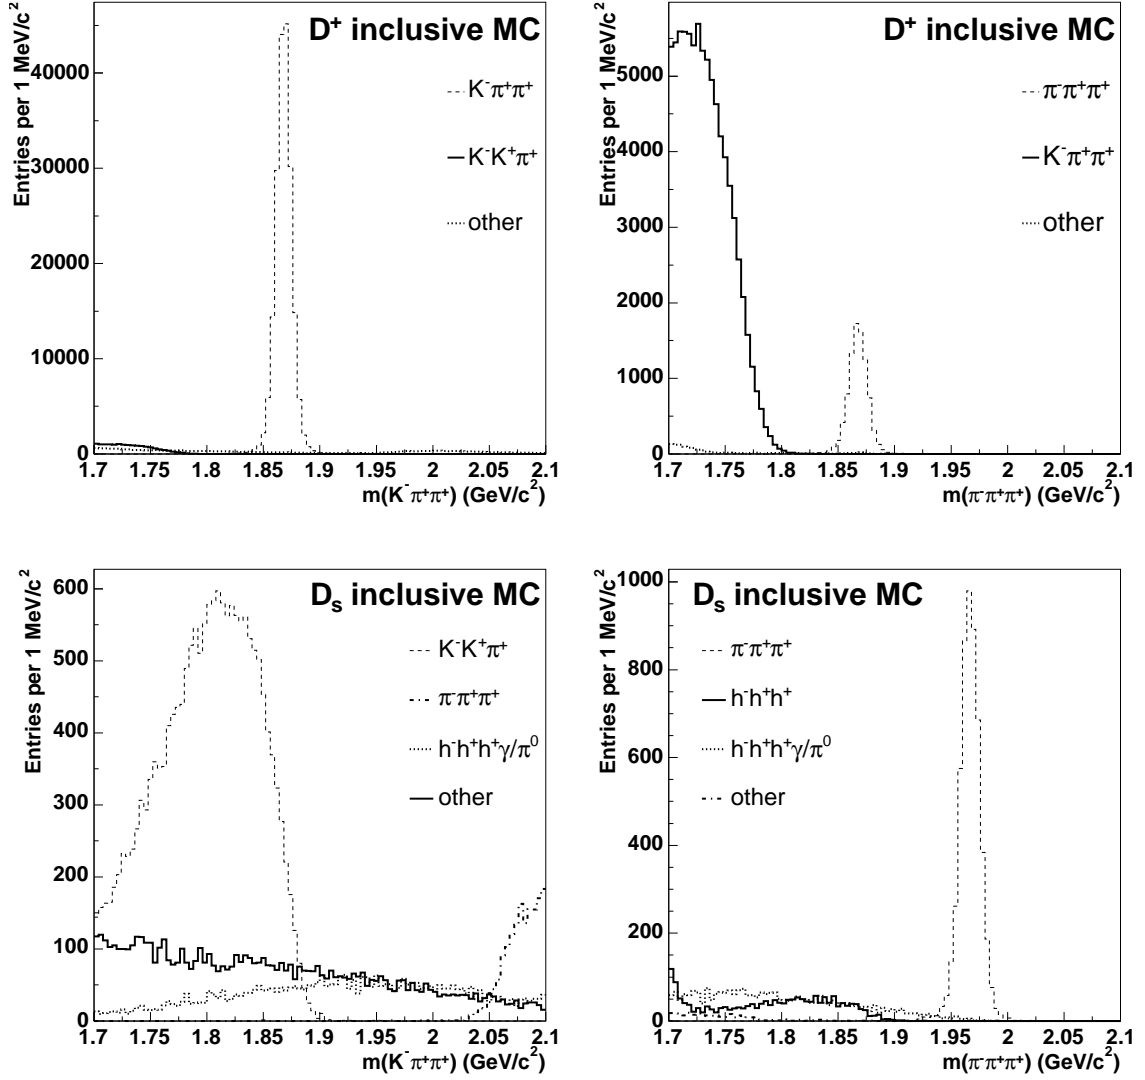 D⁺ inclusive MC
Entries per 1 MeV/c²
K⁻π⁺π⁺
K⁻K⁺π⁺
other
40000
30000
20000
10000
0
1.7 1.75 1.8 1.85 1.9 1.95 2 2.05 2.1
m(K⁻π⁺π⁺) (GeV/c²)
D⁺ inclusive MC
Entries per 1 MeV/c²
π⁻π⁺π⁺
K⁻π⁺π⁺
other
5000
4000
3000
2000
1000
0
1.7 1.75 1.8 1.85 1.9 1.95 2 2.05 2.1
m(π⁻π⁺π⁺) (GeV/c²)
Dₛ inclusive MC
Entries per 1 MeV/c²
K⁻K⁺π⁺
π⁻π⁺π⁺
h⁻h⁺h⁺γ/π⁰
other
600
500
400
300
200
100
0
1.7 1.75 1.8 1.85 1.9 1.95 2 2.05 2.1
m(K⁻π⁺π⁺) (GeV/c²)
Dₛ inclusive MC
Entries per 1 MeV/c²
π⁻π⁺π⁺
h⁻h⁺h⁺
h⁻h⁺h⁺γ/π⁰
other
1000
800
600
400
200
0
1.7 1.75 1.8 1.85 1.9 1.95 2 2.05 2.1
m(π⁻π⁺π⁺) (GeV/c²)